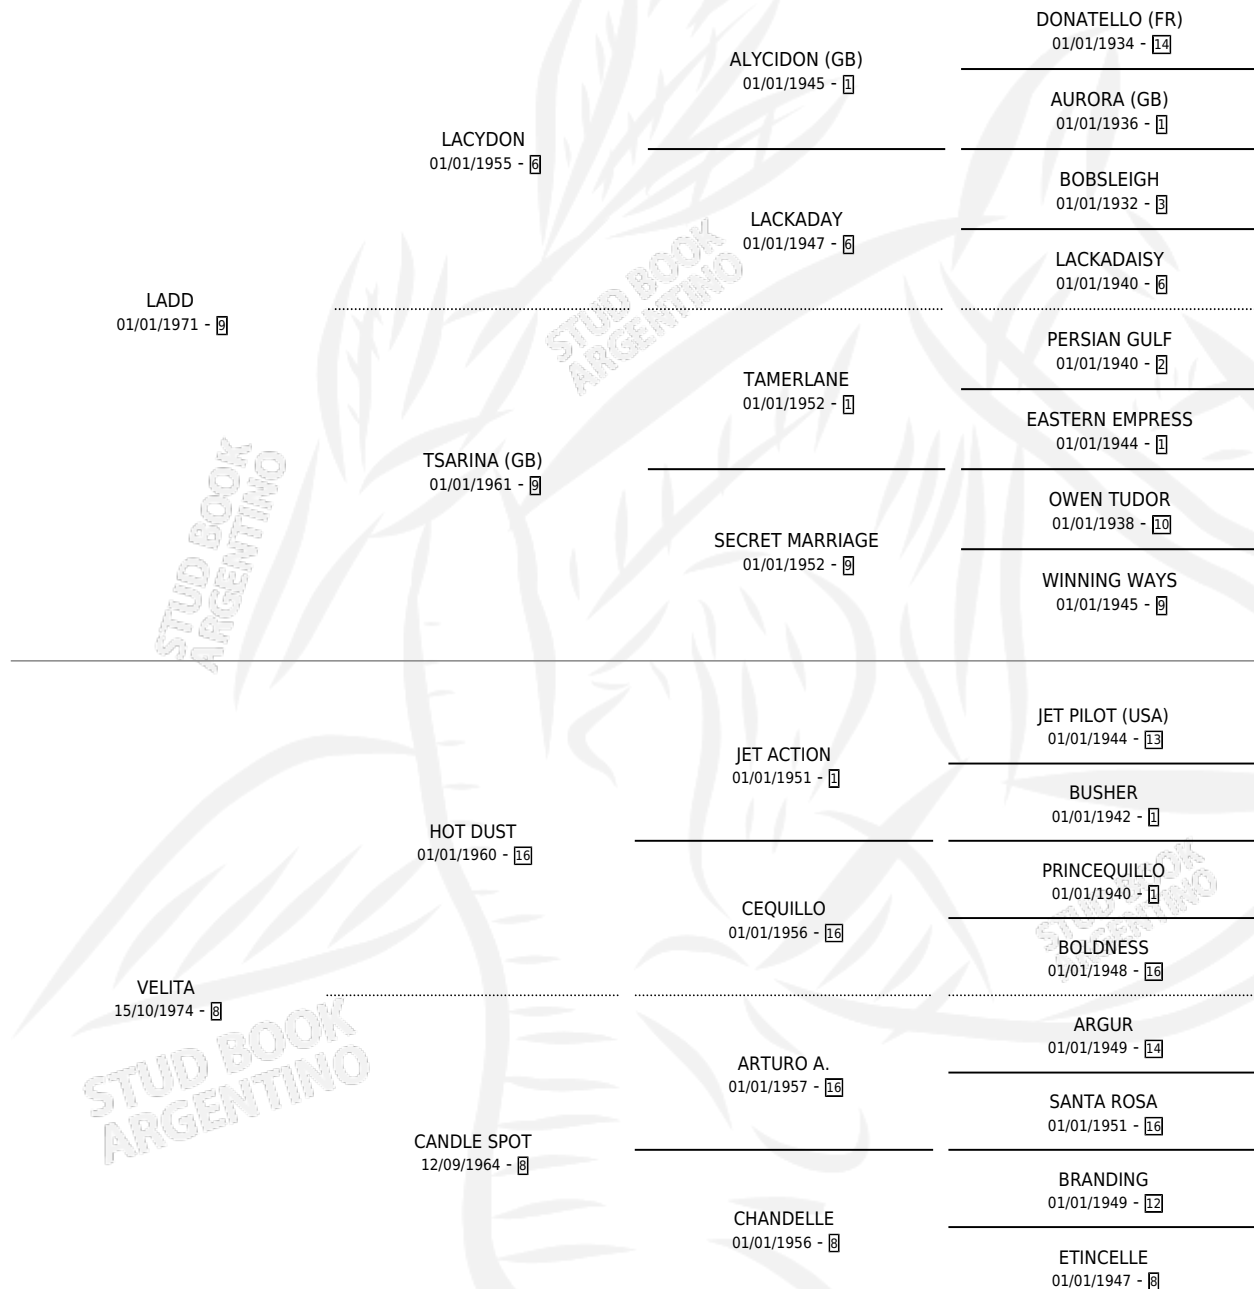 DONATELLO (FR)
01/01/1934 - 14
ALYCIDON (GB)
01/01/1945 - 1
AURORA (GB)
01/01/1936 - 1
LACYDON
01/01/1955 - 6
BOBSLEIGH
01/01/1932 - 3
LACKADAY
01/01/1947 - 6
LACKADAISY
01/01/1940 - 6
LADD
01/01/1971 - 9
PERSIAN GULF
01/01/1940 - 2
TAMERLANE
01/01/1952 - 1
EASTERN EMPRESS
01/01/1944 - 1
TSARINA (GB)
01/01/1961 - 9
OWEN TUDOR
01/01/1938 - 10
SECRET MARRIAGE
01/01/1952 - 9
WINNING WAYS
01/01/1945 - 9
JET PILOT (USA)
01/01/1944 - 13
JET ACTION
01/01/1951 - 1
BUSHER
01/01/1942 - 1
HOT DUST
01/01/1960 - 16
PRINCEQUILLO
01/01/1940 - 1
CEQUILLO
01/01/1956 - 16
BOLDNESS
01/01/1948 - 16
VELITA
15/10/1974 - 8
ARGUR
01/01/1949 - 14
ARTURO A.
01/01/1957 - 16
SANTA ROSA
01/01/1951 - 16
CANDLE SPOT
12/09/1964 - 8
BRANDING
01/01/1949 - 12
CHANDELLE
01/01/1956 - 8
ETINCELLE
01/01/1947 - 8
STUD BOOK
ARGENTINO
STUD BOOK
ARGENTINO
STUD BOOK
ARGENTINO
STUD BOOK
ARGENTINO